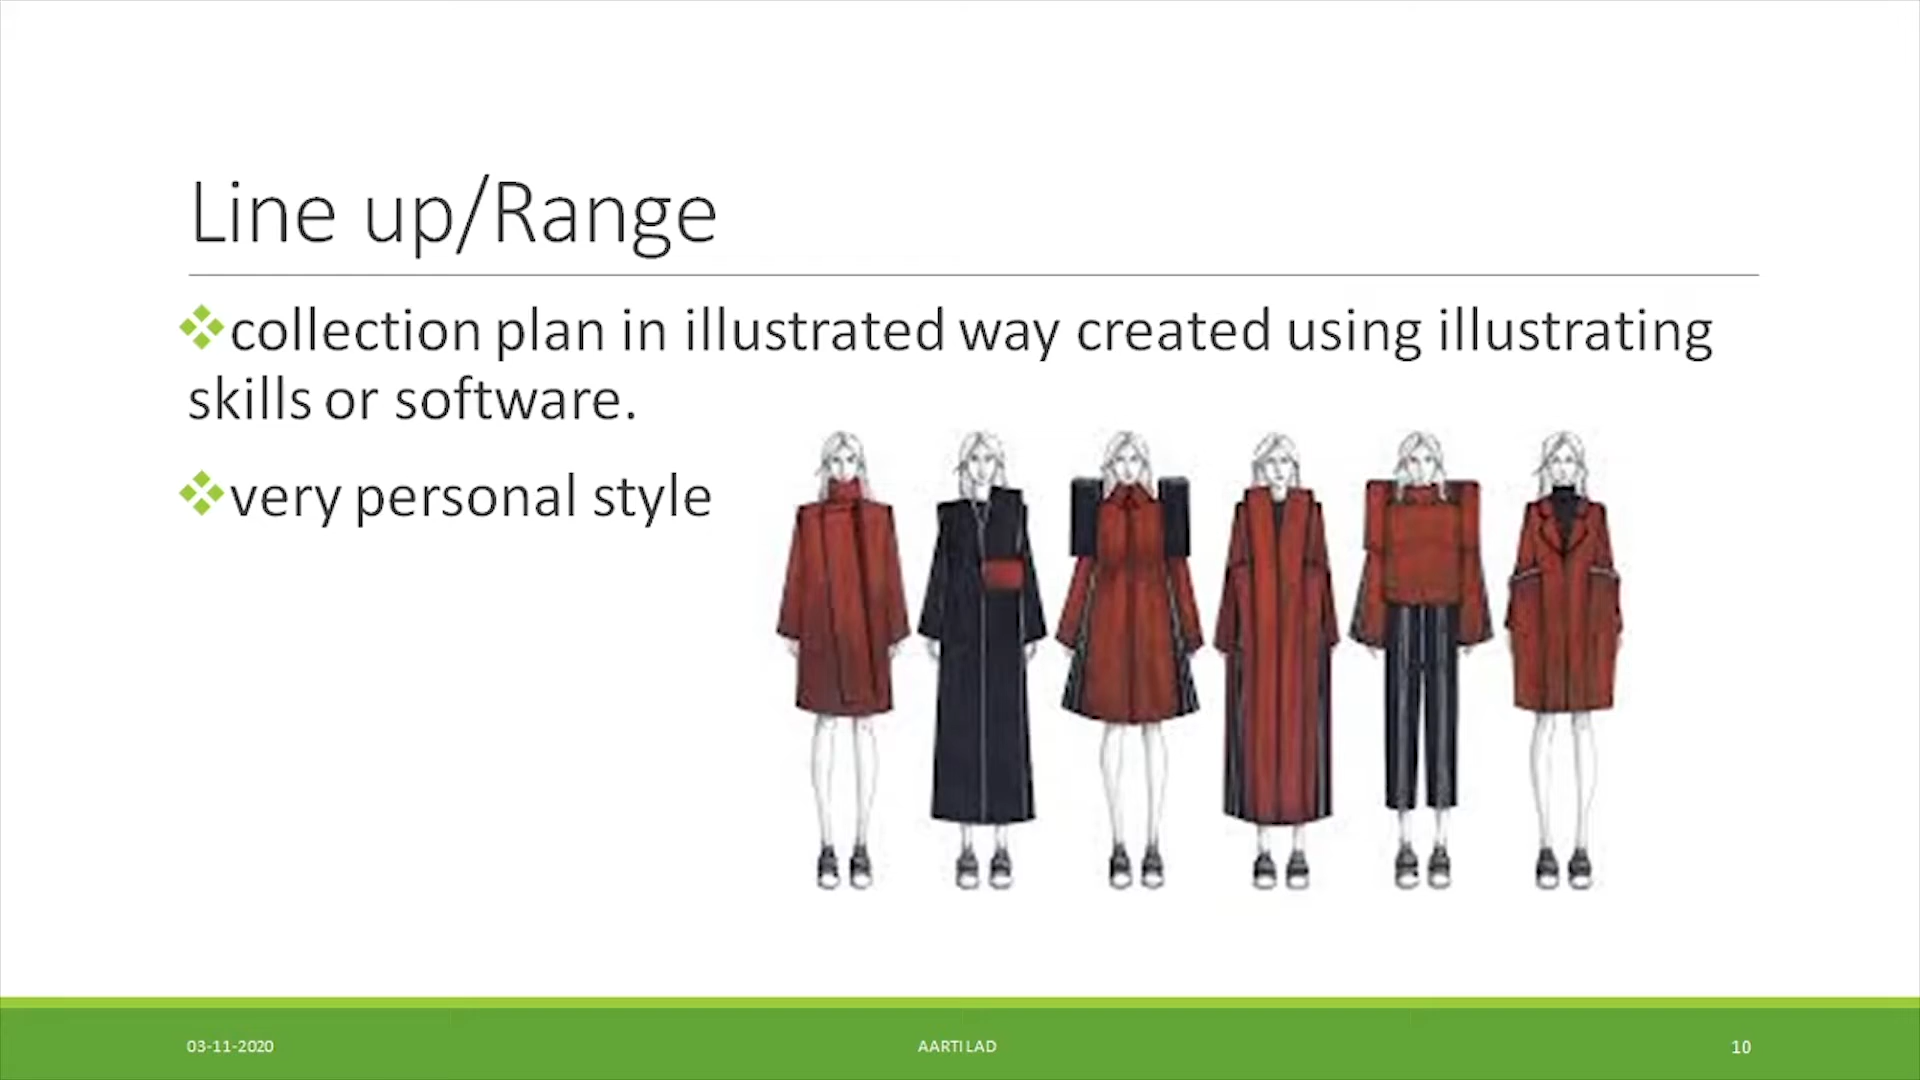 Line up/Range
❖collection plan in illustrated way created using illustrating
skills or software.
❖very personal style
03-11-2020
AARTI LAD
10